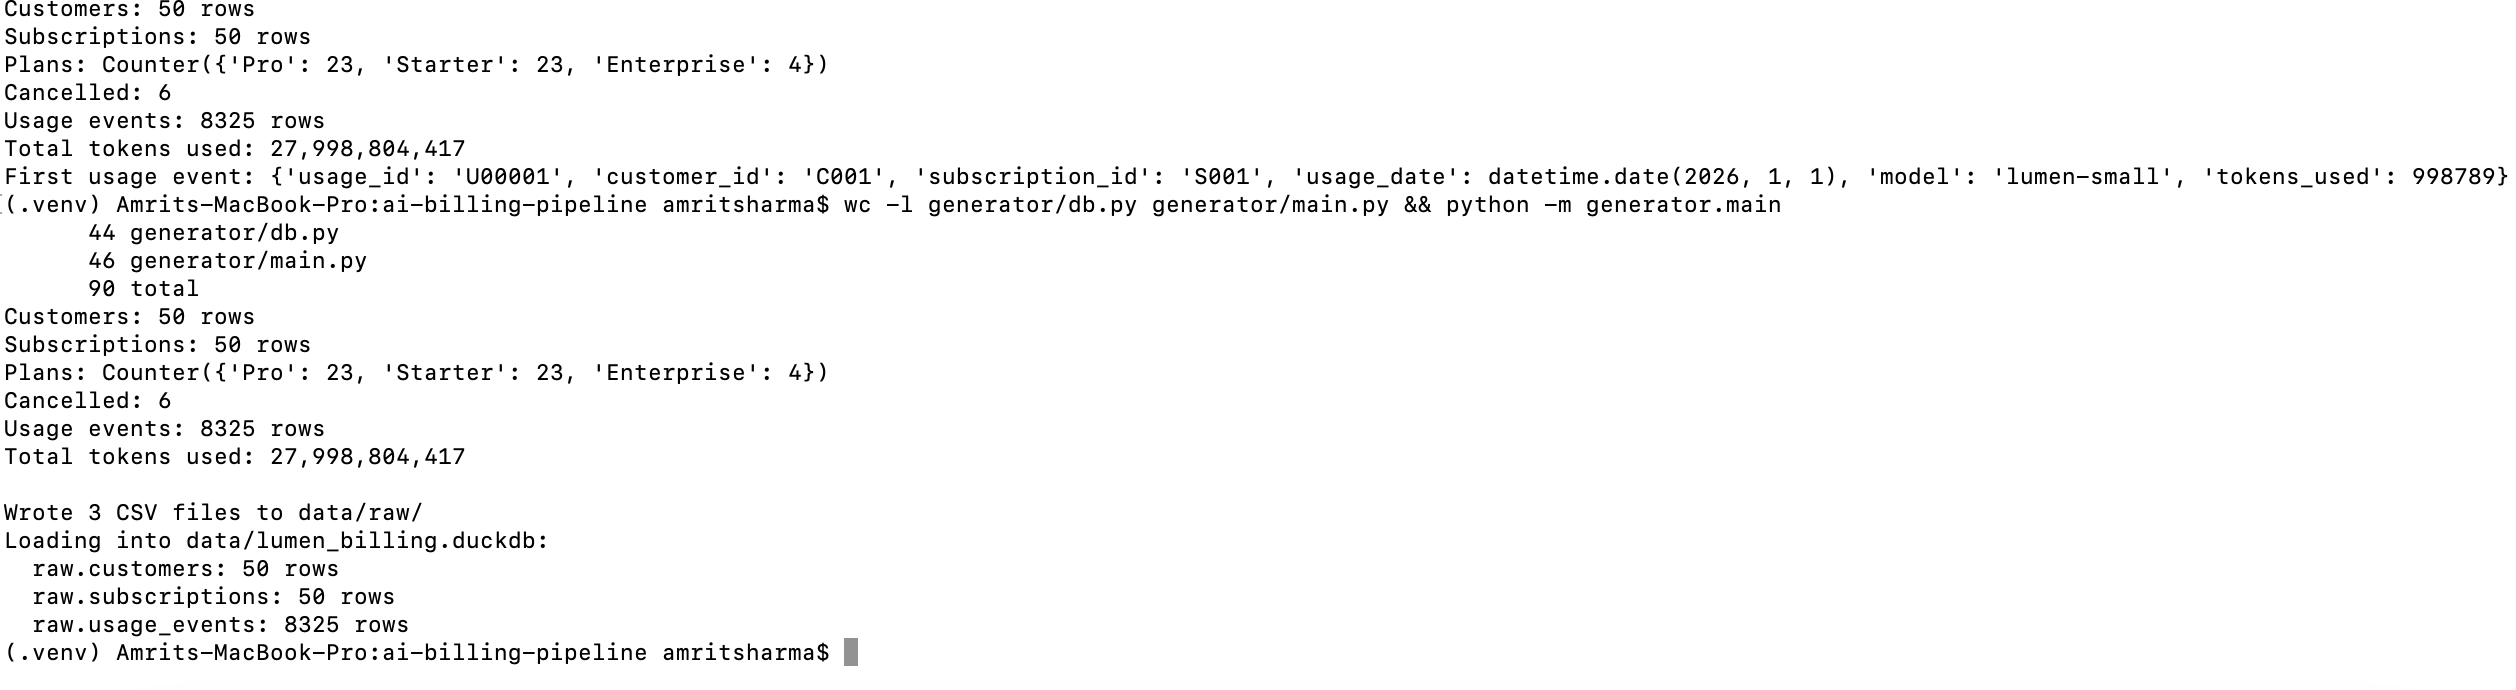 Customers: 50 rows
Subscriptions: 50 rows
Plans: Counter({'Pro': 23, 'Starter': 23, 'Enterprise': 4})
Cancelled: 6
Usage events: 8325 rows
Total tokens used: 27,998,804,417
First usage event: {'usage_id': 'U00001', 'customer_id': 'C001', 'subscription_id': 'S001', 'usage_date': datetime.date(2026, 1, 1), 'model': 'lumen-small', 'tokens_used': 998789}
(.venv) Amrits-MacBook-Pro:ai-billing-pipeline amritsharma$ wc -l generator/db.py generator/main.py && python -m generator.main
      44 generator/db.py
      46 generator/main.py
      90 total
Customers: 50 rows
Subscriptions: 50 rows
Plans: Counter({'Pro': 23, 'Starter': 23, 'Enterprise': 4})
Cancelled: 6
Usage events: 8325 rows
Total tokens used: 27,998,804,417

Wrote 3 CSV files to data/raw/
Loading into data/lumen_billing.duckdb:
  raw.customers: 50 rows
  raw.subscriptions: 50 rows
  raw.usage_events: 8325 rows
(.venv) Amrits-MacBook-Pro:ai-billing-pipeline amritsharma$